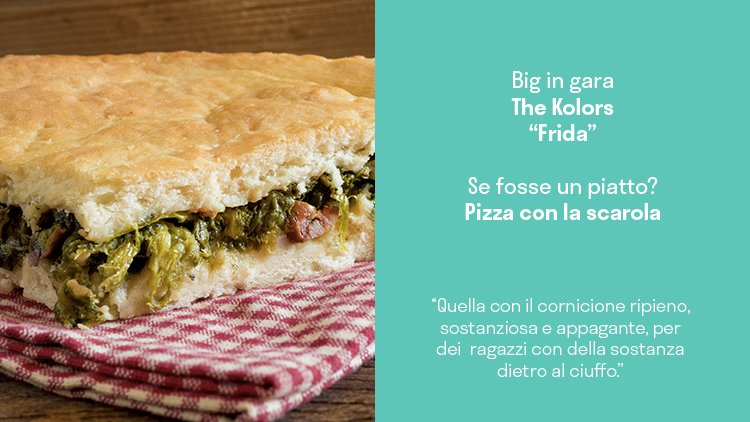 Big in gara
The Kolors
“Frida”
Se fosse un piatto?
Pizza con la scarola
“Quella con il cornicione ripieno,
sostanziosa e appagante, per
dei ragazzi con della sostanza
dietro al ciuffo.”